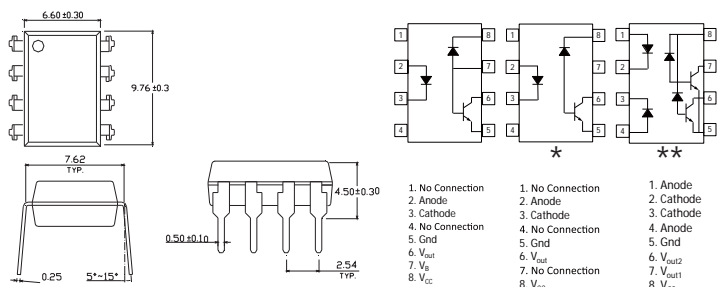 6.60±0.30
9.76 ±0.3
7.62
TYP.
0.25
5°~15°
4.50±0.30
0.50±0.10
2.54
TYP.
1 8
2 7
3 6
4 5
1 8
2 7
3 6
4 5
*
1 8
2 7
3 6
4 5
**
1. No Connection
2. Anode
3. Cathode
4. No Connection
5. Gnd
6. Vout
7. VB
8. VCC
1. No Connection
2. Anode
3. Cathode
4. No Connection
5. Gnd
6. Vout
7. No Connection
8. VCC
1. Anode
2. Cathode
3. Cathode
4. Anode
5. Gnd
6. Vout2
7. Vout1
8. VCC